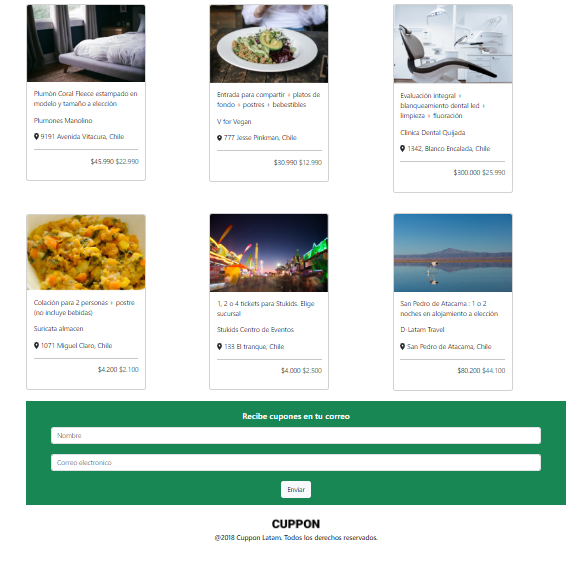 Plumón Coral Fleece estampado en
modelo y tamaño a elección
Plumones Manolino
9191 Avenida Vitacura, Chile
$45.990 $22.990
Entrada para compartir + platos de
fondo + postres + bebestibles
V for Vegan
777 Jesse Pinkman, Chile
$30.990 $12.990
Evaluación integral +
blanqueamiento dental led +
limpieza + fluoración
Clinica Dental Quijada
1342, Blanco Encalada, Chile
$300.000 $25.990
Colación para 2 personas + postre
(no incluye bebidas)
Suricata almacen
1071 Miguel Claro, Chile
$4.200 $2.100
1, 2 o 4 tickets para Stukids. Elige
sucursal
Stukids Centro de Eventos
133 El tranque, Chile
$4.000 $2.500
San Pedro de Atacama : 1 o 2
noches en alojamiento a elección
D-Latam Travel
San Pedro de Atacama, Chile
$80.200 $44.100
Recibe cupones en tu correo
Nombre
Correo electronico
Enviar
CUPPON
@2018 Cuppon Latam. Todos los derechos reservados.